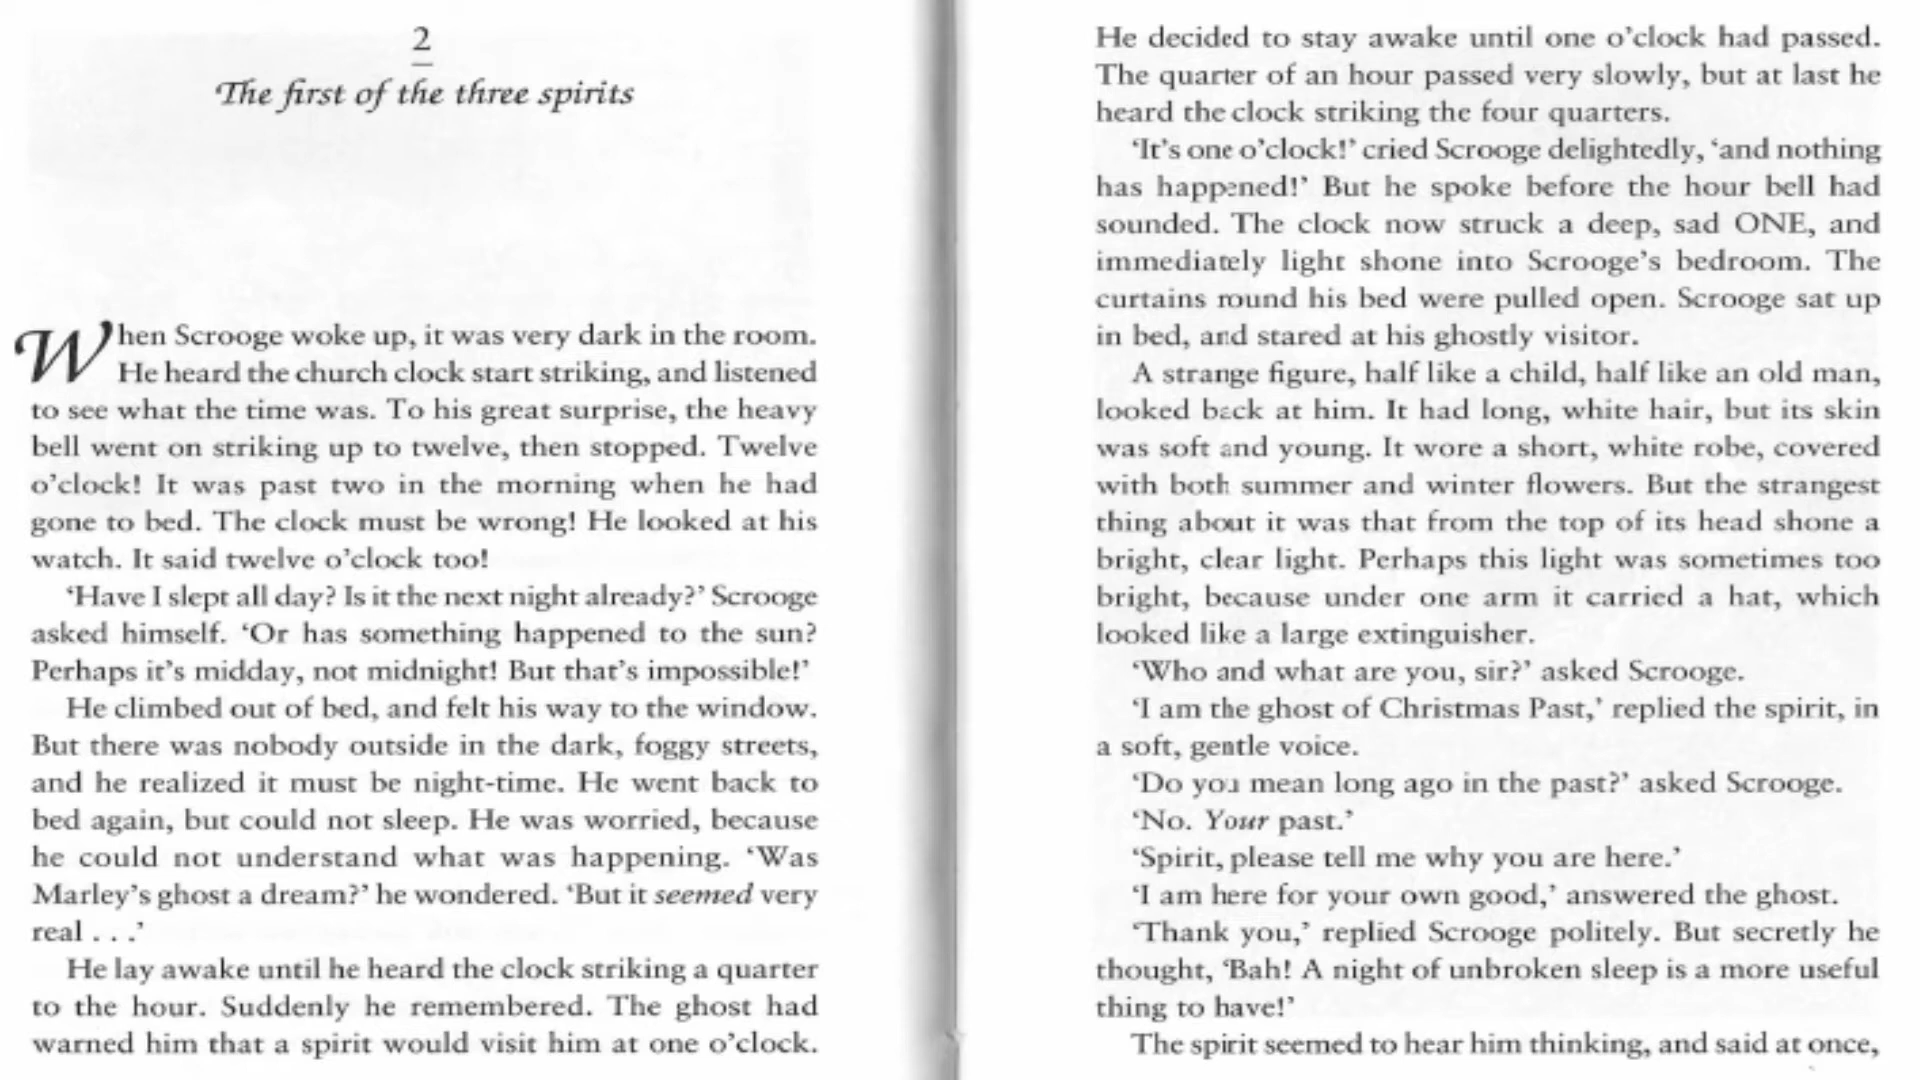 2
The first of the three spirits
When Scrooge woke up, it was very dark in the room.
He heard the church clock start striking, and listened
to see what the time was. To his great surprise, the heavy
bell went on striking up to twelve, then stopped. Twelve
o'clock! It was past two in the morning when he had
gone to bed. The clock must be wrong! He looked at his
watch. It said twelve o'clock too!
‘Have I slept all day? Is it the next night already?’ Scrooge
asked himself. ‘Or has something happened to the sun?
Perhaps it's midday, not midnight! But that's impossible!’
He climbed out of bed, and felt his way to the window.
But there was nobody outside in the dark, foggy streets,
and he realized it must be night-time. He went back to
bed again, but could not sleep. He was worried, because
he could not understand what was happening. ‘Was
Marley's ghost a dream?’ he wondered. ‘But it seemed very
real . . .’
He lay awake until he heard the clock striking a quarter
to the hour. Suddenly he remembered. The ghost had
warned him that a spirit would visit him at one o'clock.
He decided to stay awake until one o'clock had passed.
The quarter of an hour passed very slowly, but at last he
heard the clock striking the four quarters.
‘It's one o'clock!’ cried Scrooge delightedly, ‘and nothing
has happened!’ But he spoke before the hour bell had
sounded. The clock now struck a deep, sad ONE, and
immediately light shone into Scrooge's bedroom. The
curtains round his bed were pulled open. Scrooge sat up
in bed, and stared at his ghostly visitor.
A strange figure, half like a child, half like an old man,
looked back at him. It had long, white hair, but its skin
was soft and young. It wore a short, white robe, covered
with both summer and winter flowers. But the strangest
thing about it was that from the top of its head shone a
bright, clear light. Perhaps this light was sometimes too
bright, because under one arm it carried a hat, which
looked like a large extinguisher.
‘Who and what are you, sir?’ asked Scrooge.
‘I am the ghost of Christmas Past,’ replied the spirit, in
a soft, gentle voice.
‘Do you mean long ago in the past?’ asked Scrooge.
‘No. Your past.’
‘Spirit, please tell me why you are here.’
‘I am here for your own good,’ answered the ghost.
‘Thank you,’ replied Scrooge politely. But secretly he
thought, ‘Bah! A night of unbroken sleep is a more useful
thing to have!’
The spirit seemed to hear him thinking, and said at once,